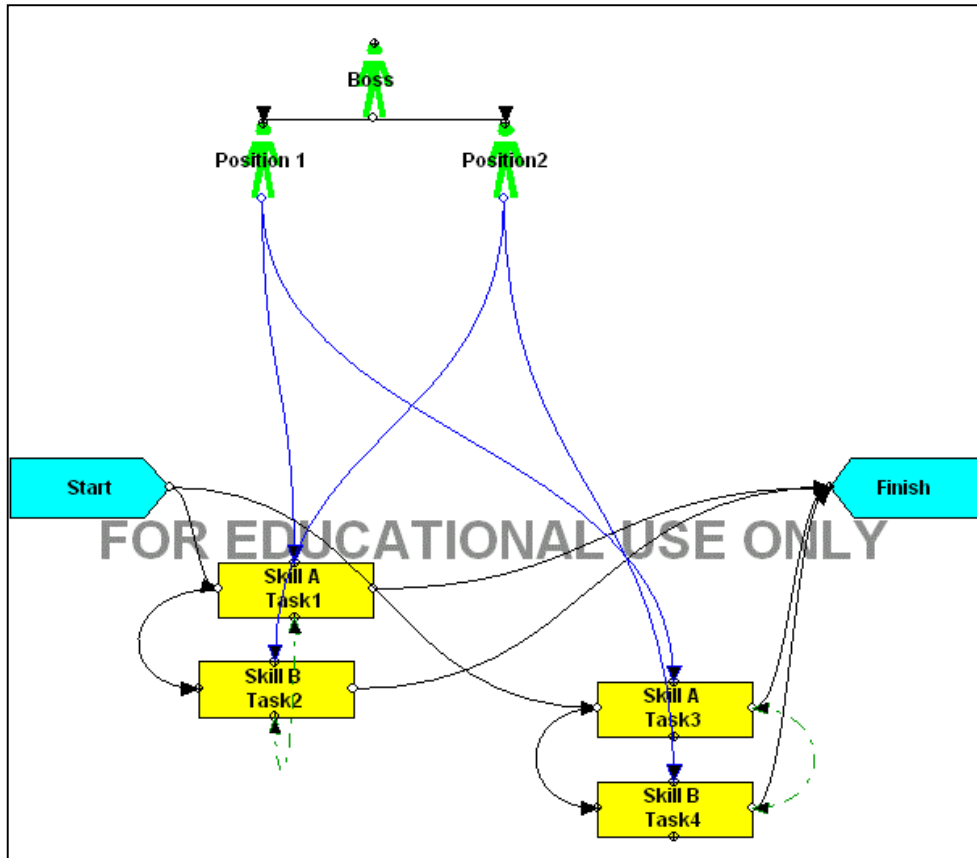 Boss
Position 1
Position2
Start
Finish
FOR EDUCATIONAL USE ONLY
Skill A
Task1
Skill B
Task2
Skill A
Task3
Skill B
Task4